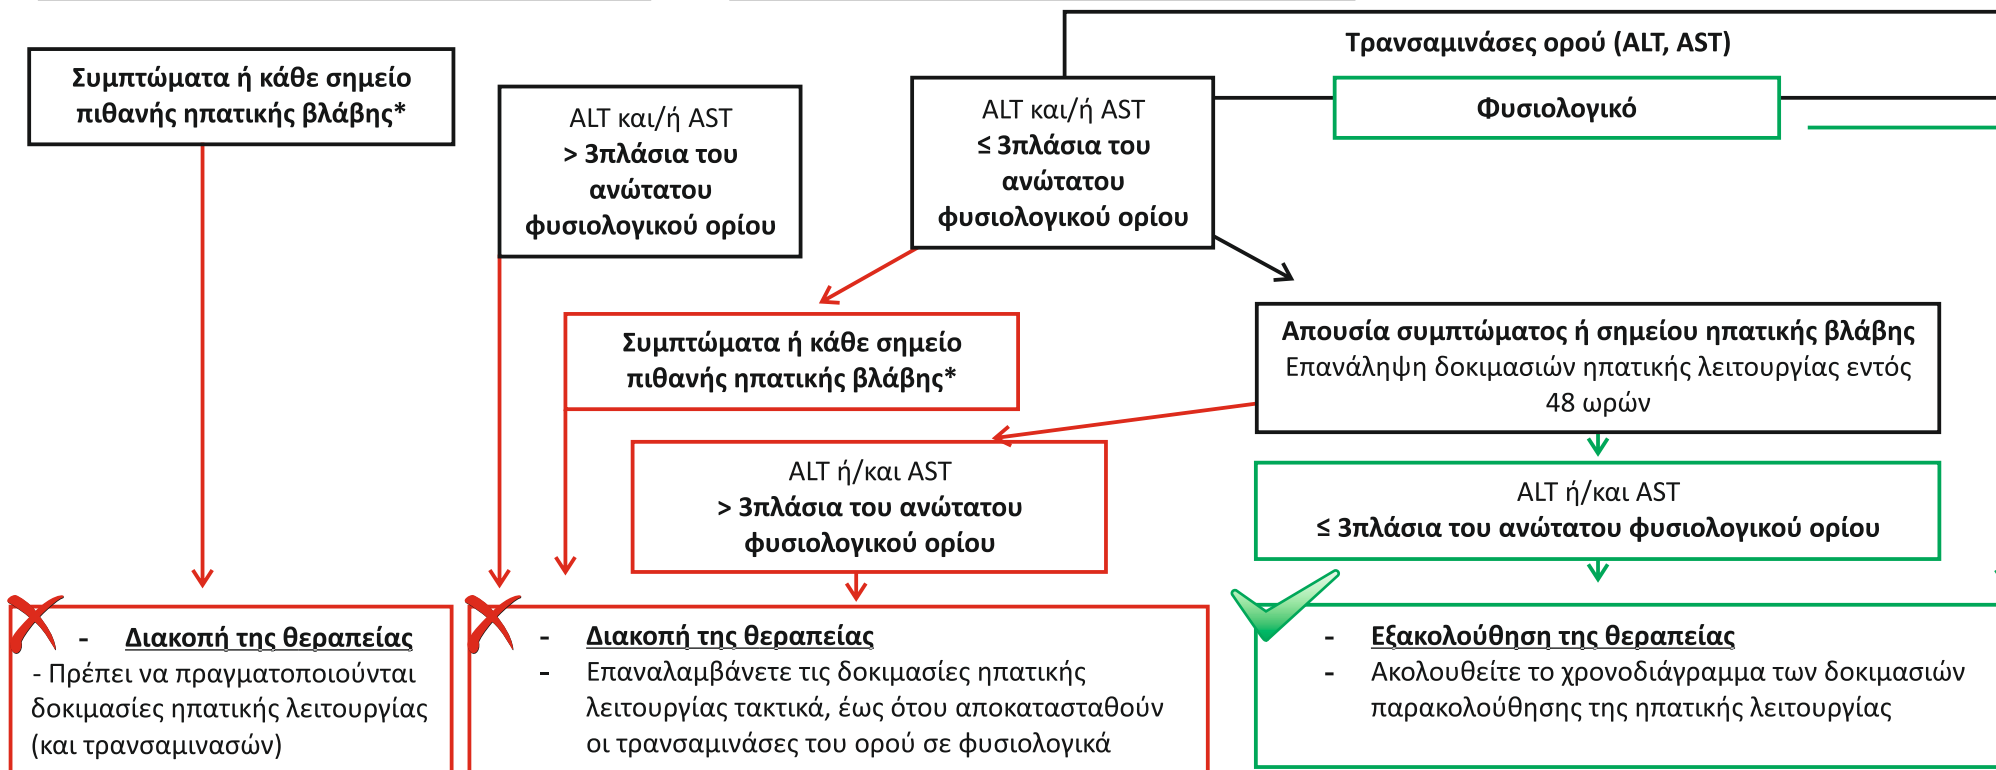 Τρανσαμινάσες ορού (ALT, AST)
Συμπτώματα ή κάθε σημείο
πιθανής ηπατικής βλάβης*
ALT και/ή AST
> 3πλάσια του
ανώτατου
φυσιολογικού ορίου
ALT και/ή AST
≤ 3πλάσια του
ανώτατου
φυσιολογικού ορίου
Φυσιολογικό
Συμπτώματα ή κάθε σημείο
πιθανής ηπατικής βλάβης*
Απουσία συμπτώματος ή σημείου ηπατικής βλάβης
Επανάληψη δοκιμασιών ηπατικής λειτουργίας εντός
48 ωρών
ALT ή/και AST
> 3πλάσια του ανώτατου
φυσιολογικού ορίου
ALT ή/και AST
≤ 3πλάσια του ανώτατου φυσιολογικού ορίου
- Διακοπή της θεραπείας
- Πρέπει να πραγματοποιούνται
δοκιμασίες ηπατικής λειτουργίας
(και τρανσαμινασών)
- Διακοπή της θεραπείας
- Επαναλαμβάνετε τις δοκιμασίες ηπατικής
λειτουργίας τακτικά, έως ότου αποκατασταθούν
οι τρανσαμινάσες του ορού σε φυσιολογικά
- Εξακολούθηση της θεραπείας
- Ακολουθείτε το χρονοδιάγραμμα των δοκιμασιών
παρακολούθησης της ηπατικής λειτουργίας